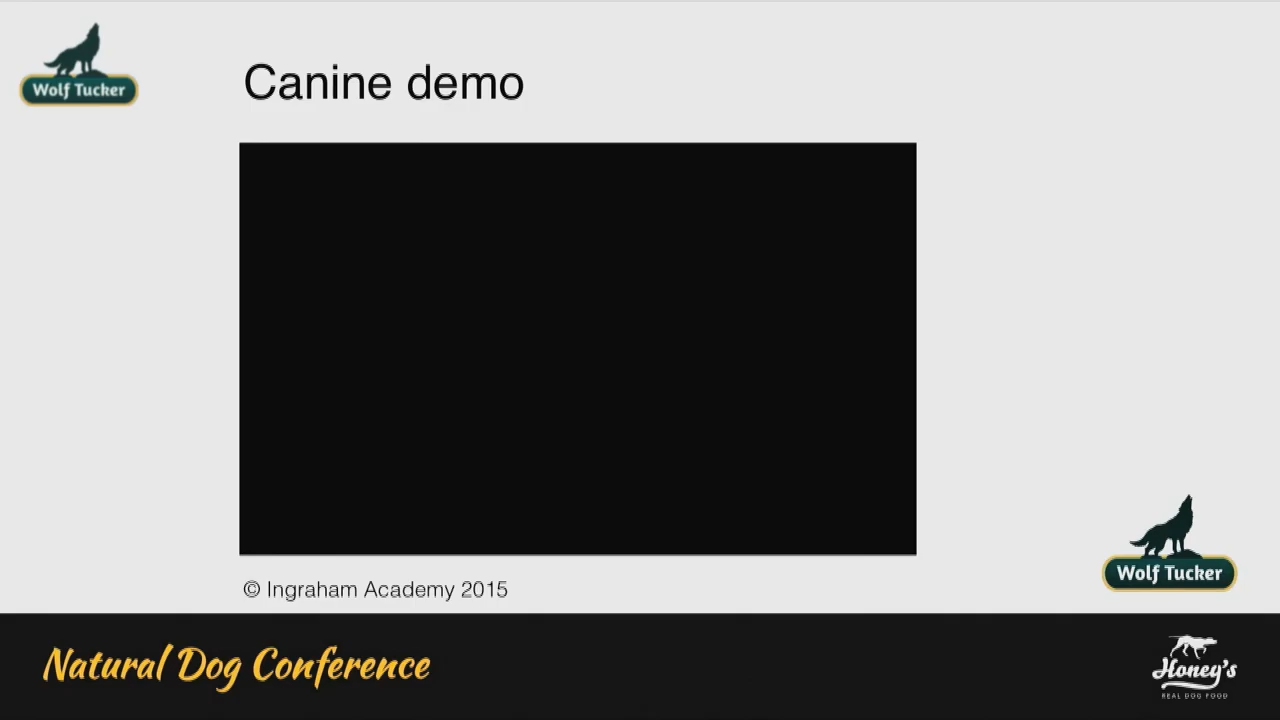 Wolf Tucker
Canine demo
© Ingraham Academy 2015
Wolf Tucker
Natural Dog Conference
Honey's
REAL DOG FOOD